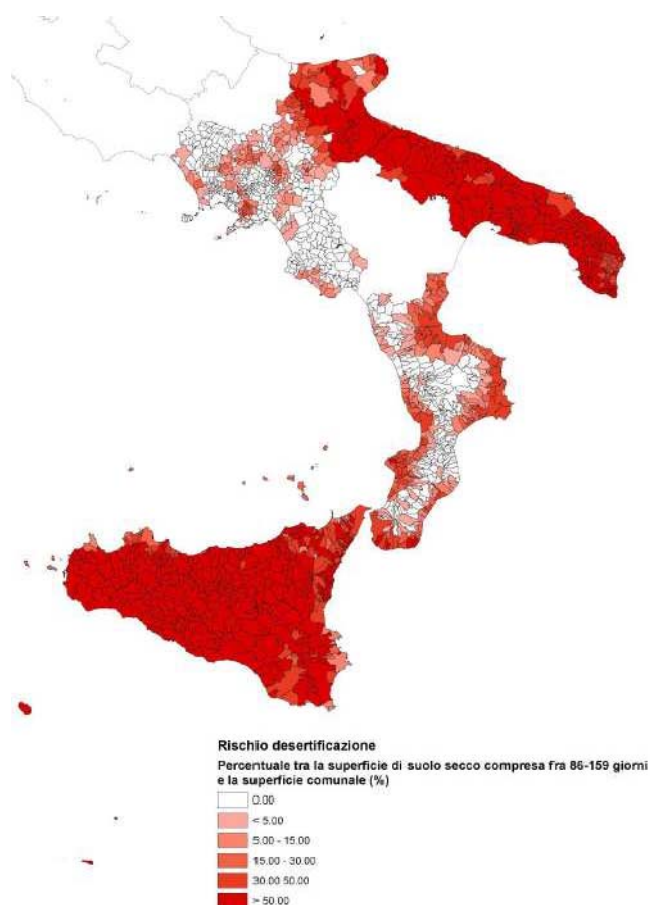 Rischio desertificazione
Percentuale tra la superficie di suolo secco compresa fra 86-159 giorni
e la superficie comunale (%)
0.00
< 5.00
5.00 - 15.00
15.00 - 30.00
30.00 50.00
> 50.00